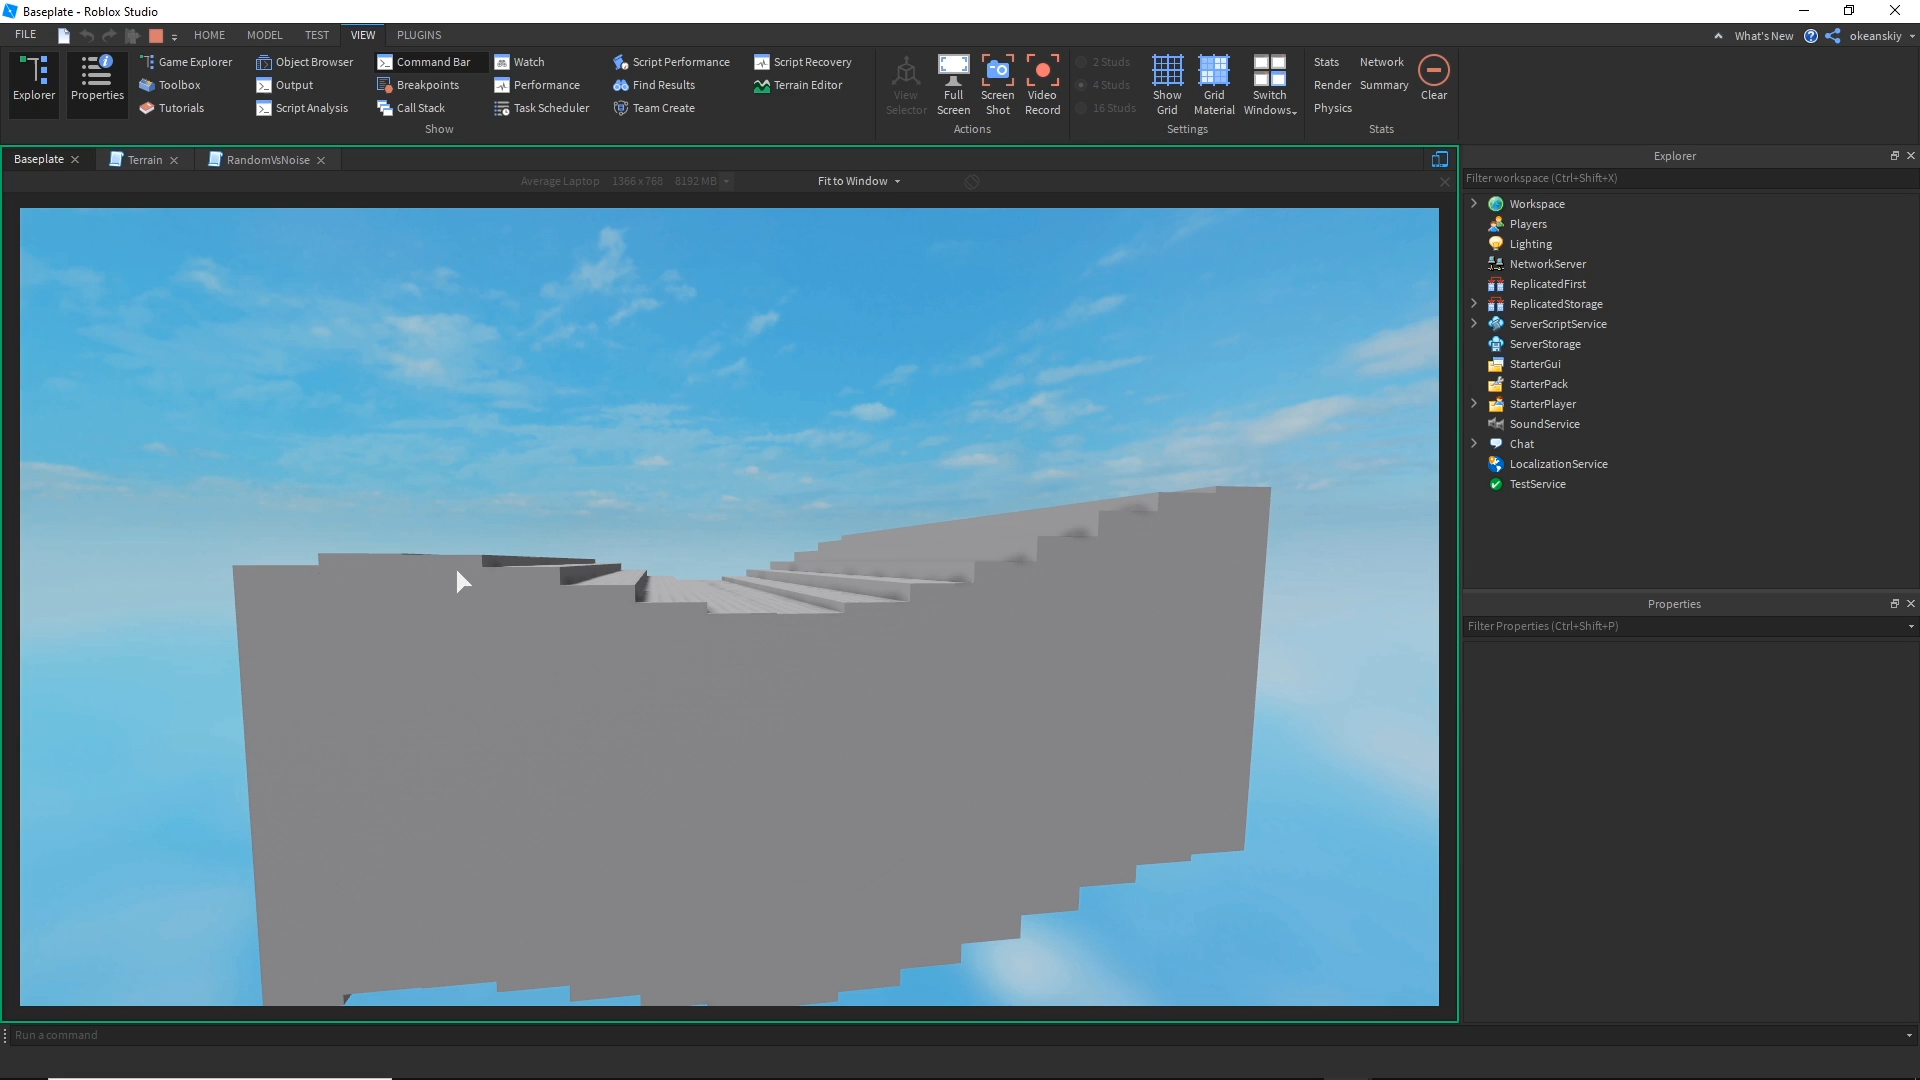 Baseplate - Roblox Studio
FILE HOME MODEL TEST VIEW PLUGINS What's New okeanskiy
Explorer
Properties
Game Explorer
Toolbox
Tutorials
Object Browser
Output
Script Analysis
Command Bar
Breakpoints
Call Stack
Watch
Performance
Task Scheduler
Script Performance
Find Results
Team Create
Script Recovery
Terrain Editor
Show
View
Selector
Full
Screen
Screen
Shot
Video
Record
Actions
2 Studs
4 Studs
16 Studs
Show
Grid
Grid
Material
Switch
Windows
Settings
Stats
Render
Physics
Network
Summary
Clear
Stats
Baseplate
Terrain
RandomVsNoise
Average Laptop 1366 x 768 8192 MB
Fit to Window
Explorer
Filter workspace (Ctrl+Shift+X)
Workspace
Players
Lighting
NetworkServer
ReplicatedFirst
ReplicatedStorage
ServerScriptService
ServerStorage
StarterGui
StarterPack
StarterPlayer
SoundService
Chat
LocalizationService
TestService
Properties
Filter Properties (Ctrl+Shift+P)
Run a command